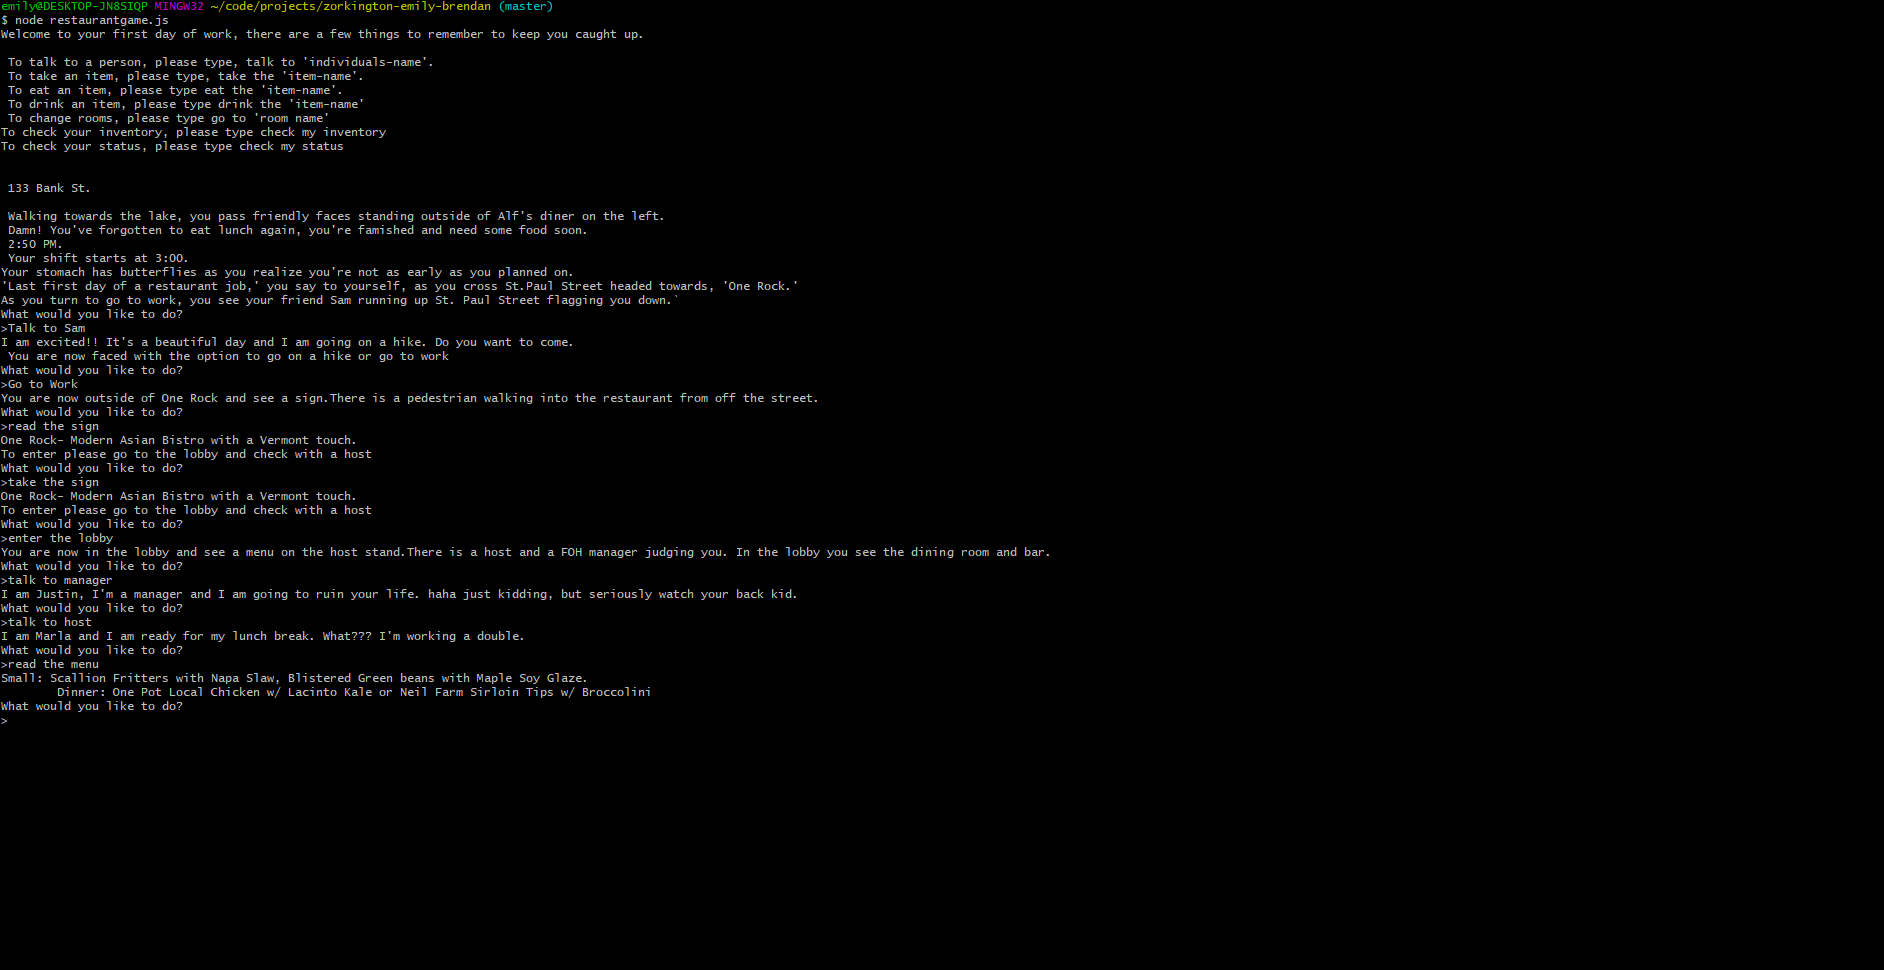 emily@DESKTOP-JN8SIQP MINGW32 ~/code/projects/zorkington-emily-brendan (master)
$ node restaurantgame.js
Welcome to your first day of work, there are a few things to remember to keep you caught up.
To talk to a person, please type, talk to 'individuals-name'.
To take an item, please type, take the 'item-name'.
To eat an item, please type eat the 'item-name'.
To drink an item, please type drink the 'item-name'
To change rooms, please type go to 'room name'
To check your inventory, please type check my inventory
To check your status, please type check my status
133 Bank St.
Walking towards the lake, you pass friendly faces standing outside of Alf's diner on the left.
Damn! You've forgotten to eat lunch again, you're famished and need some food soon.
2:50 PM.
Your shift starts at 3:00.
Your stomach has butterflies as you realize you're not as early as you planned on.
'Last first day of a restaurant job,' you say to yourself, as you cross St.Paul Street headed towards, 'One Rock.'
As you turn to go to work, you see your friend Sam running up St. Paul Street flagging you down.`
What would you like to do?
>Talk to Sam
I am excited!! It's a beautiful day and I am going on a hike. Do you want to come.
You are now faced with the option to go on a hike or go to work
What would you like to do?
>Go to Work
You are now outside of One Rock and see a sign.There is a pedestrian walking into the restaurant from off the street.
What would you like to do?
>read the sign
One Rock- Modern Asian Bistro with a Vermont touch.
To enter please go to the lobby and check with a host
What would you like to do?
>take the sign
One Rock- Modern Asian Bistro with a Vermont touch.
To enter please go to the lobby and check with a host
What would you like to do?
>enter the lobby
You are now in the lobby and see a menu on the host stand.There is a host and a FOH manager judging you. In the lobby you see the dining room and bar.
What would you like to do?
>talk to manager
I am Justin, I'm a manager and I am going to ruin your life. haha just kidding, but seriously watch your back kid.
What would you like to do?
>talk to host
I am Marla and I am ready for my lunch break. What??? I'm working a double.
What would you like to do?
>read the menu
Small: Scallion Fritters with Napa Slaw, Blistered Green beans with Maple Soy Glaze.
Dinner: One Pot Local Chicken w/ Lacinto Kale or Neil Farm Sirloin Tips w/ Broccolini
What would you like to do?
>